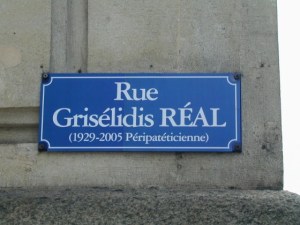 Rue
Grisélidis RÉAL
(1929-2005 Péripatéticienne)